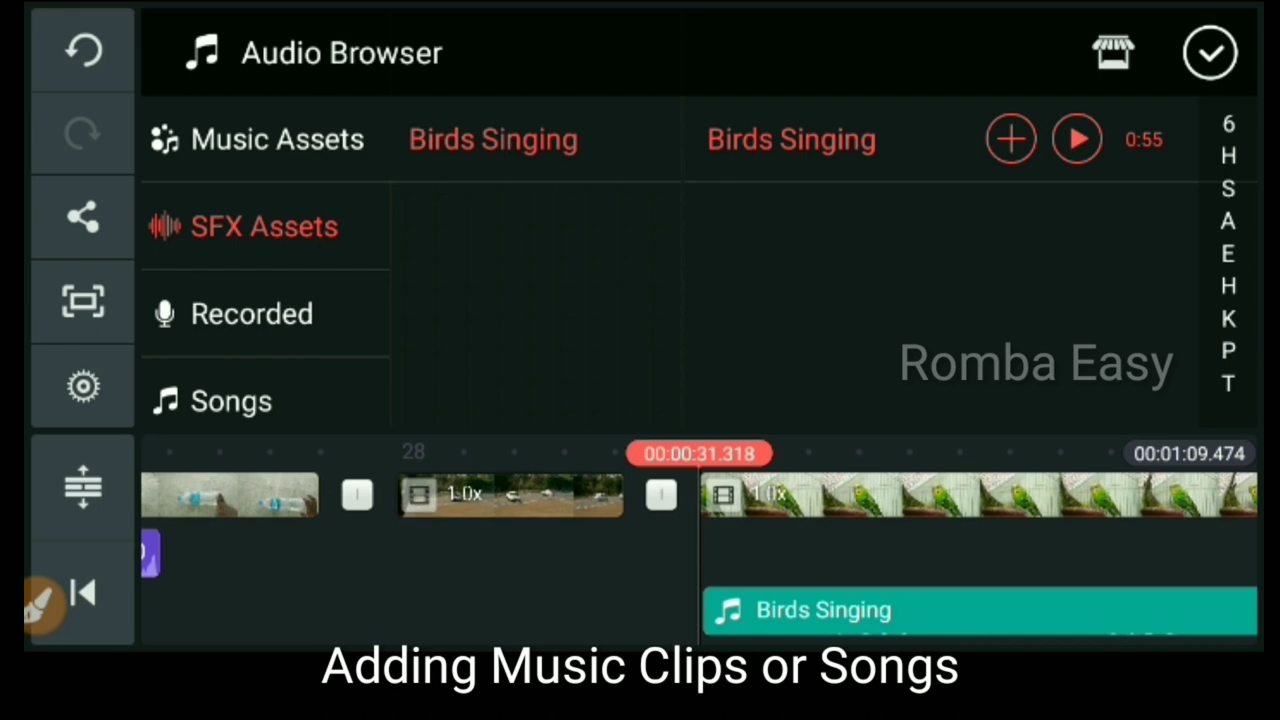 Audio Browser
Music Assets
Birds Singing
Birds Singing
0:55
SFX Assets
Recorded
Songs
6
H
S
A
E
H
K
P
T
Romba Easy
28
00:00:31.318
00:01:09.474
1.0x
1.0x
Birds Singing
Adding Music Clips or Songs